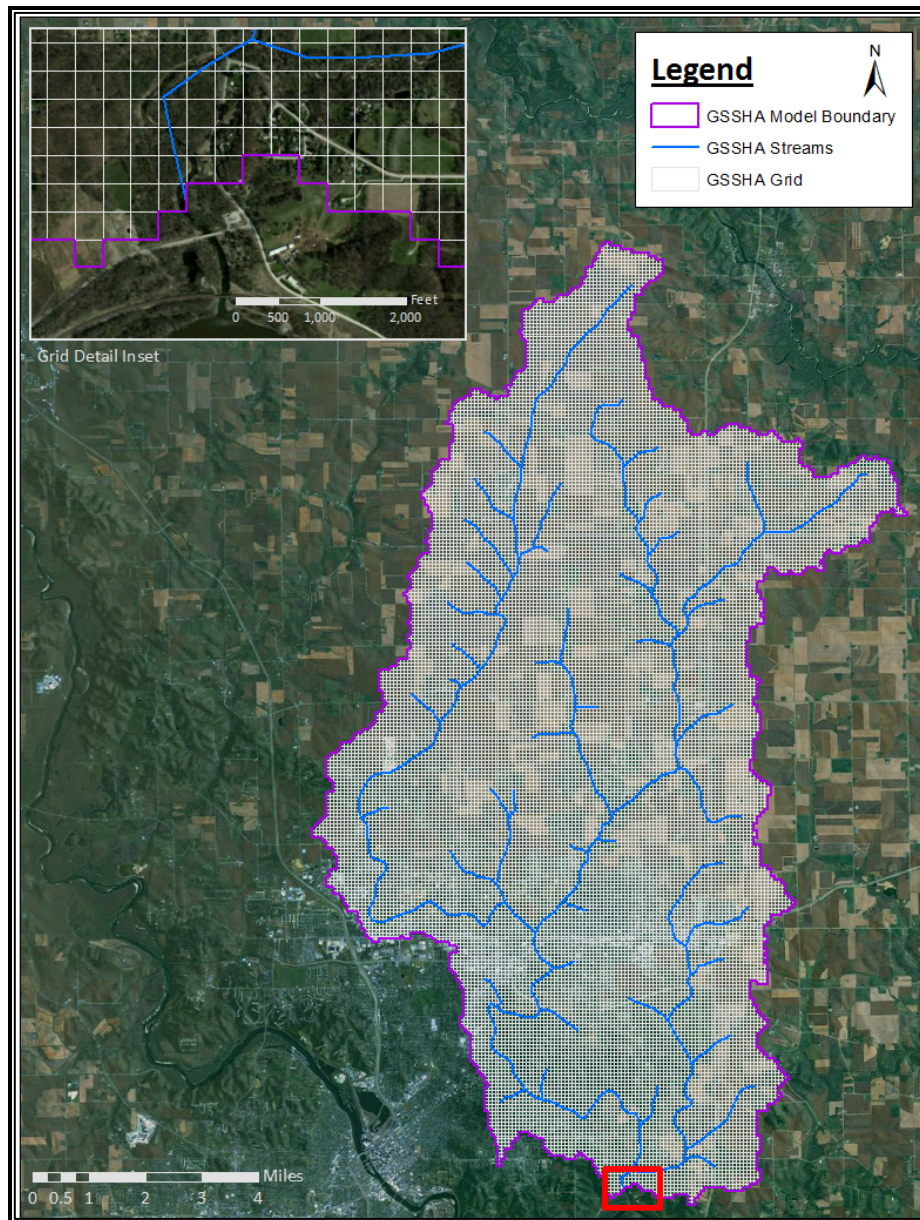 Legend
N
GSSHA Model Boundary
GSSHA Streams
GSSHA Grid
Feet
0 500 1,000 2,000
Grid Detail Inset
Miles
0 0.5 1 2 3 4